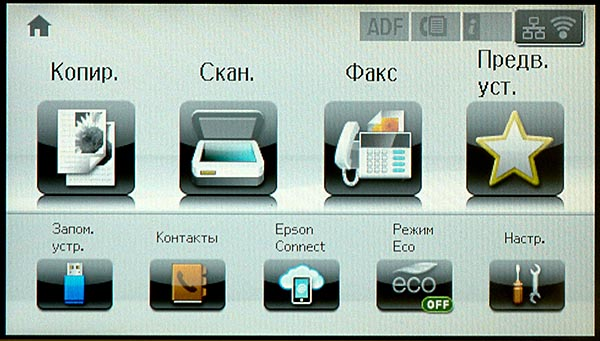 ADF
i
Копир.
Скан.
Факс
Предв.
уст.
Запом.
устр.
Контакты
Epson
Connect
Режим
Eco
Настр.
eco
OFF